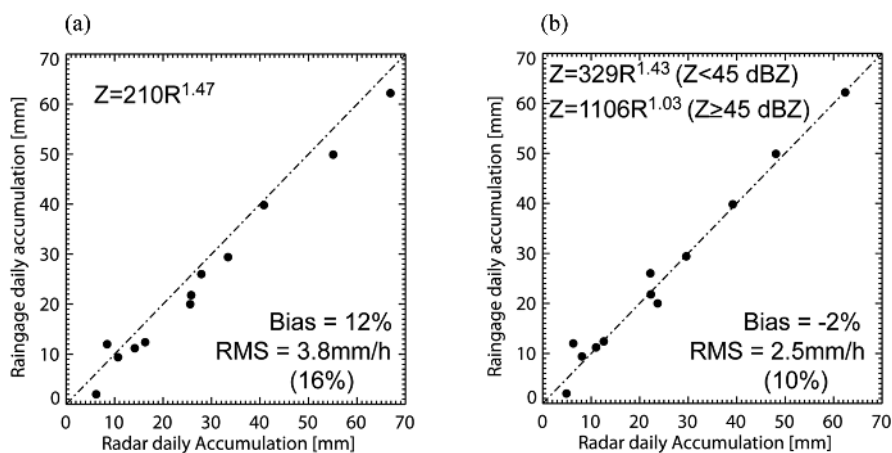 (a)
70
60
50
40
30
20
10
0
Raingage daily accumulation [mm]
Z=210R^1.47
Bias = 12%
RMS = 3.8mm/h
(16%)
0 10 20 30 40 50 60 70
Radar daily Accumulation [mm]
(b)
70
60
50
40
30
20
10
0
Raingage daily accumulation [mm]
Z=329R^1.43 (Z<45 dBZ)
Z=1106R^1.03 (Z≥45 dBZ)
Bias = -2%
RMS = 2.5mm/h
(10%)
0 10 20 30 40 50 60 70
Radar daily Accumulation [mm]